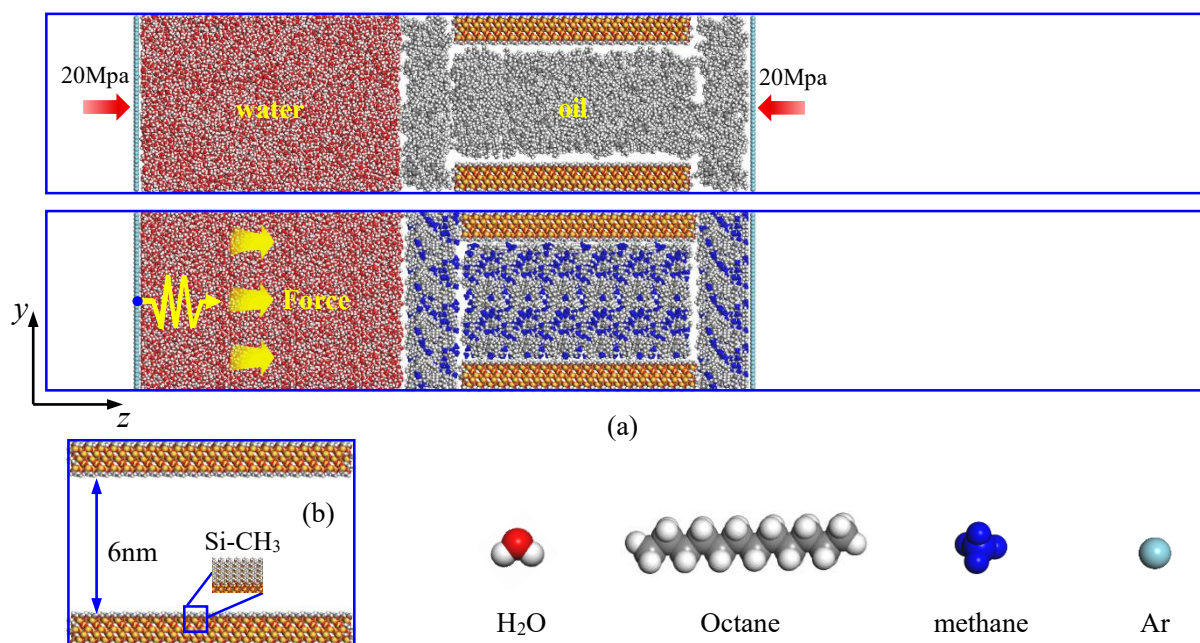 20Mpa
water
oil
20Mpa
Force
y
z
(a)
(b)
6nm
Si-CH₃
H₂O
Octane
methane
Ar